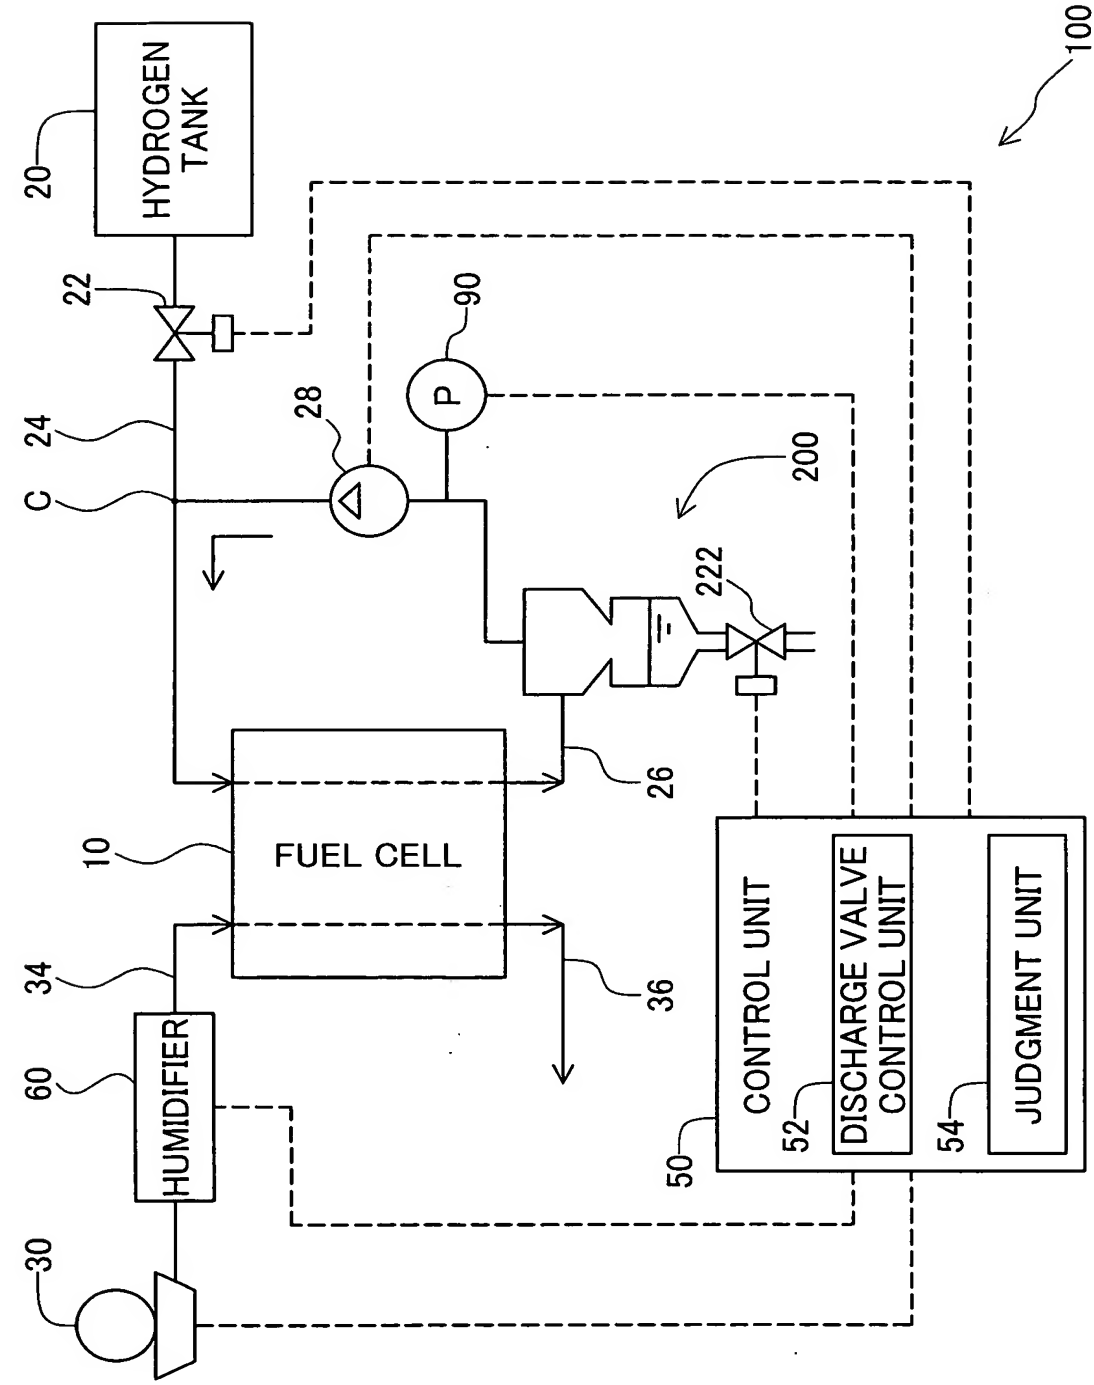 100
20
HYDROGEN
TANK
22
24
C
28
90
P
200
222
26
10
FUEL CELL
34
36
60
HUMIDIFIER
30
50
CONTROL UNIT
52
DISCHARGE VALVE
CONTROL UNIT
54
JUDGMENT UNIT